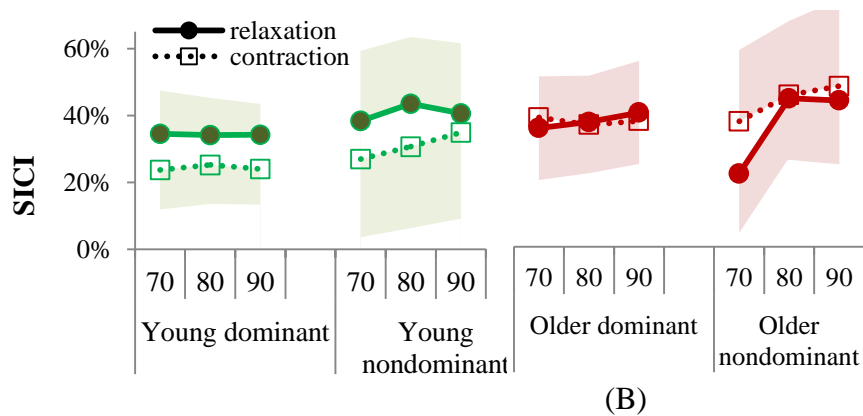 60%
40%
20%
0%
SICI
relaxation
contraction
70 80 90 70 80 90 70 80 90 70 80 90
Young dominant Young nondominant Older dominant Older nondominant
(B)